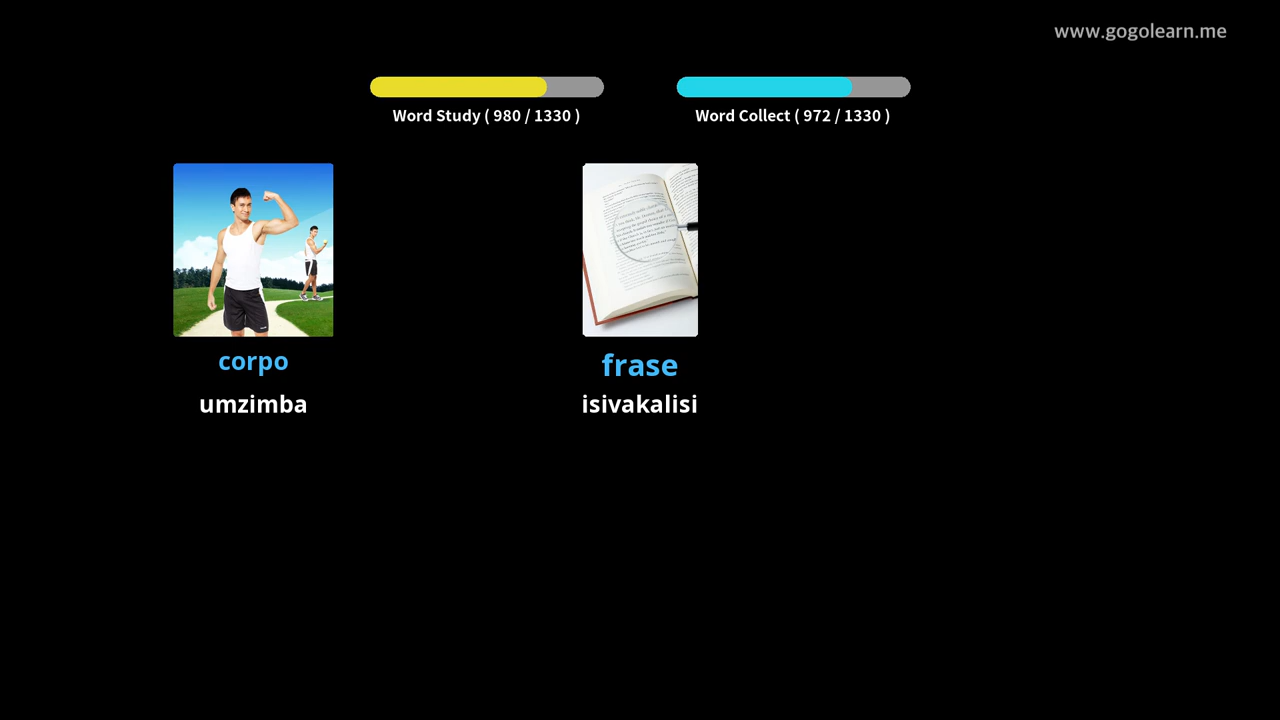 www.gogolearn.me
Word Study ( 980 / 1330 )
Word Collect ( 972 / 1330 )
corpo
frase
umzimba
isivakalisi